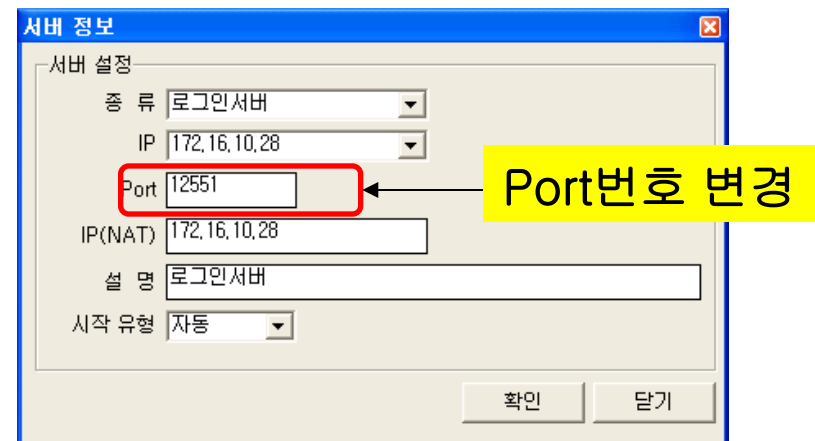 서버 정보
서버 설정
종 류 로그인서버
IP 172,16,10,28
Port 12551
Port번호 변경
IP(NAT) 172,16,10,28
설 명 로그인서버
시작 유형 자동
확인 닫기